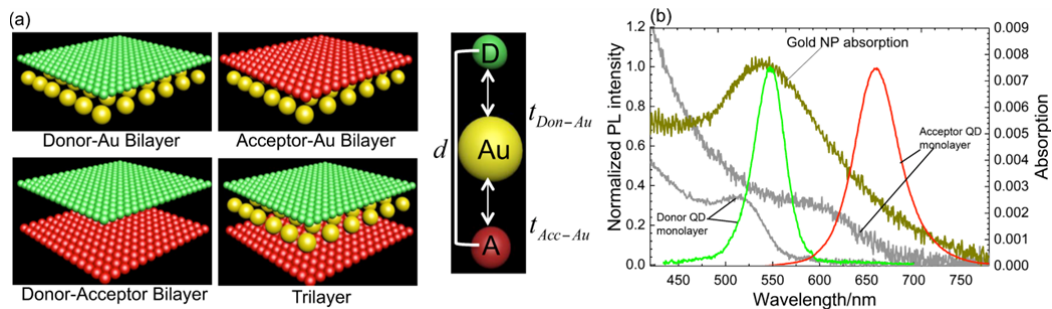 (a)
Donor-Au Bilayer
Acceptor-Au Bilayer
Donor-Acceptor Bilayer
Trilayer
D
t_{Don-Au}
d
Au
t_{Acc-Au}
A
(b)
Gold NP absorption
Acceptor QD
monolayer
Donor QD
monolayer
Normalized PL intensity
1.2
1.0
0.8
0.6
0.4
0.2
0.0
Absorption
0.009
0.008
0.007
0.006
0.005
0.004
0.003
0.002
0.001
0.000
450
500
550
600
650
700
750
Wavelength/nm